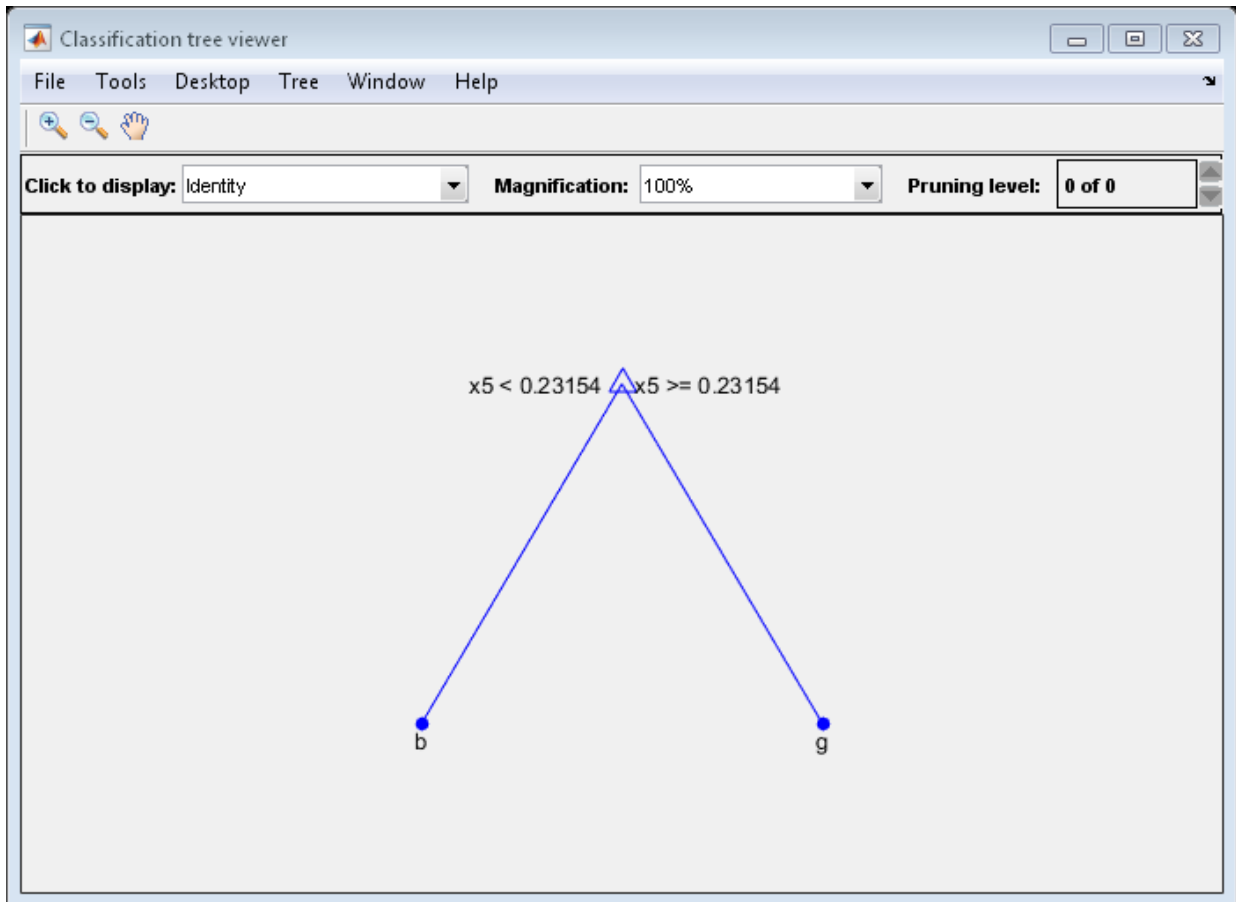 Classification tree viewer
File Tools Desktop Tree Window Help
Click to display: Identity Magnification: 100% Pruning level: 0 of 0
x5 < 0.23154 x5 >= 0.23154
b g